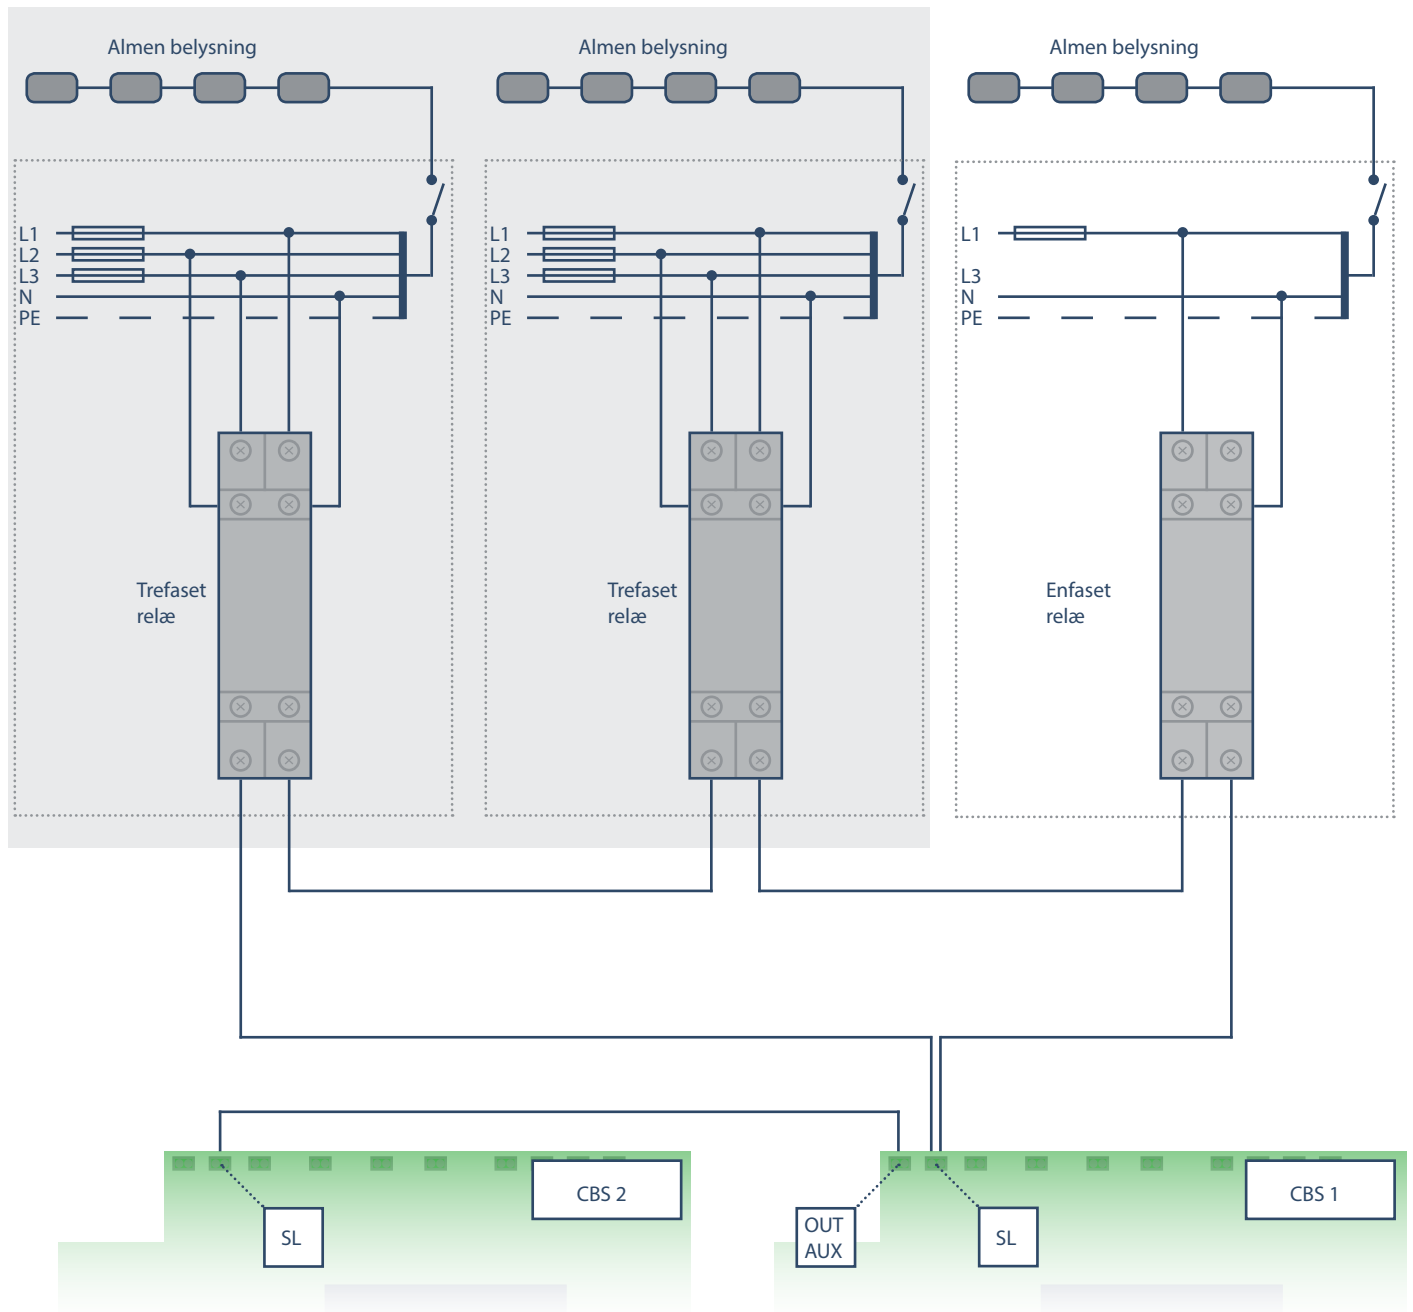 Almen belysning
Almen belysning
Almen belysning
L1
L2
L3
N
PE
L1
L2
L3
N
PE
L1
L3
N
PE
Trefaset
relæ
Trefaset
relæ
Enfaset
relæ
CBS 2
SL
OUT
AUX
SL
CBS 1